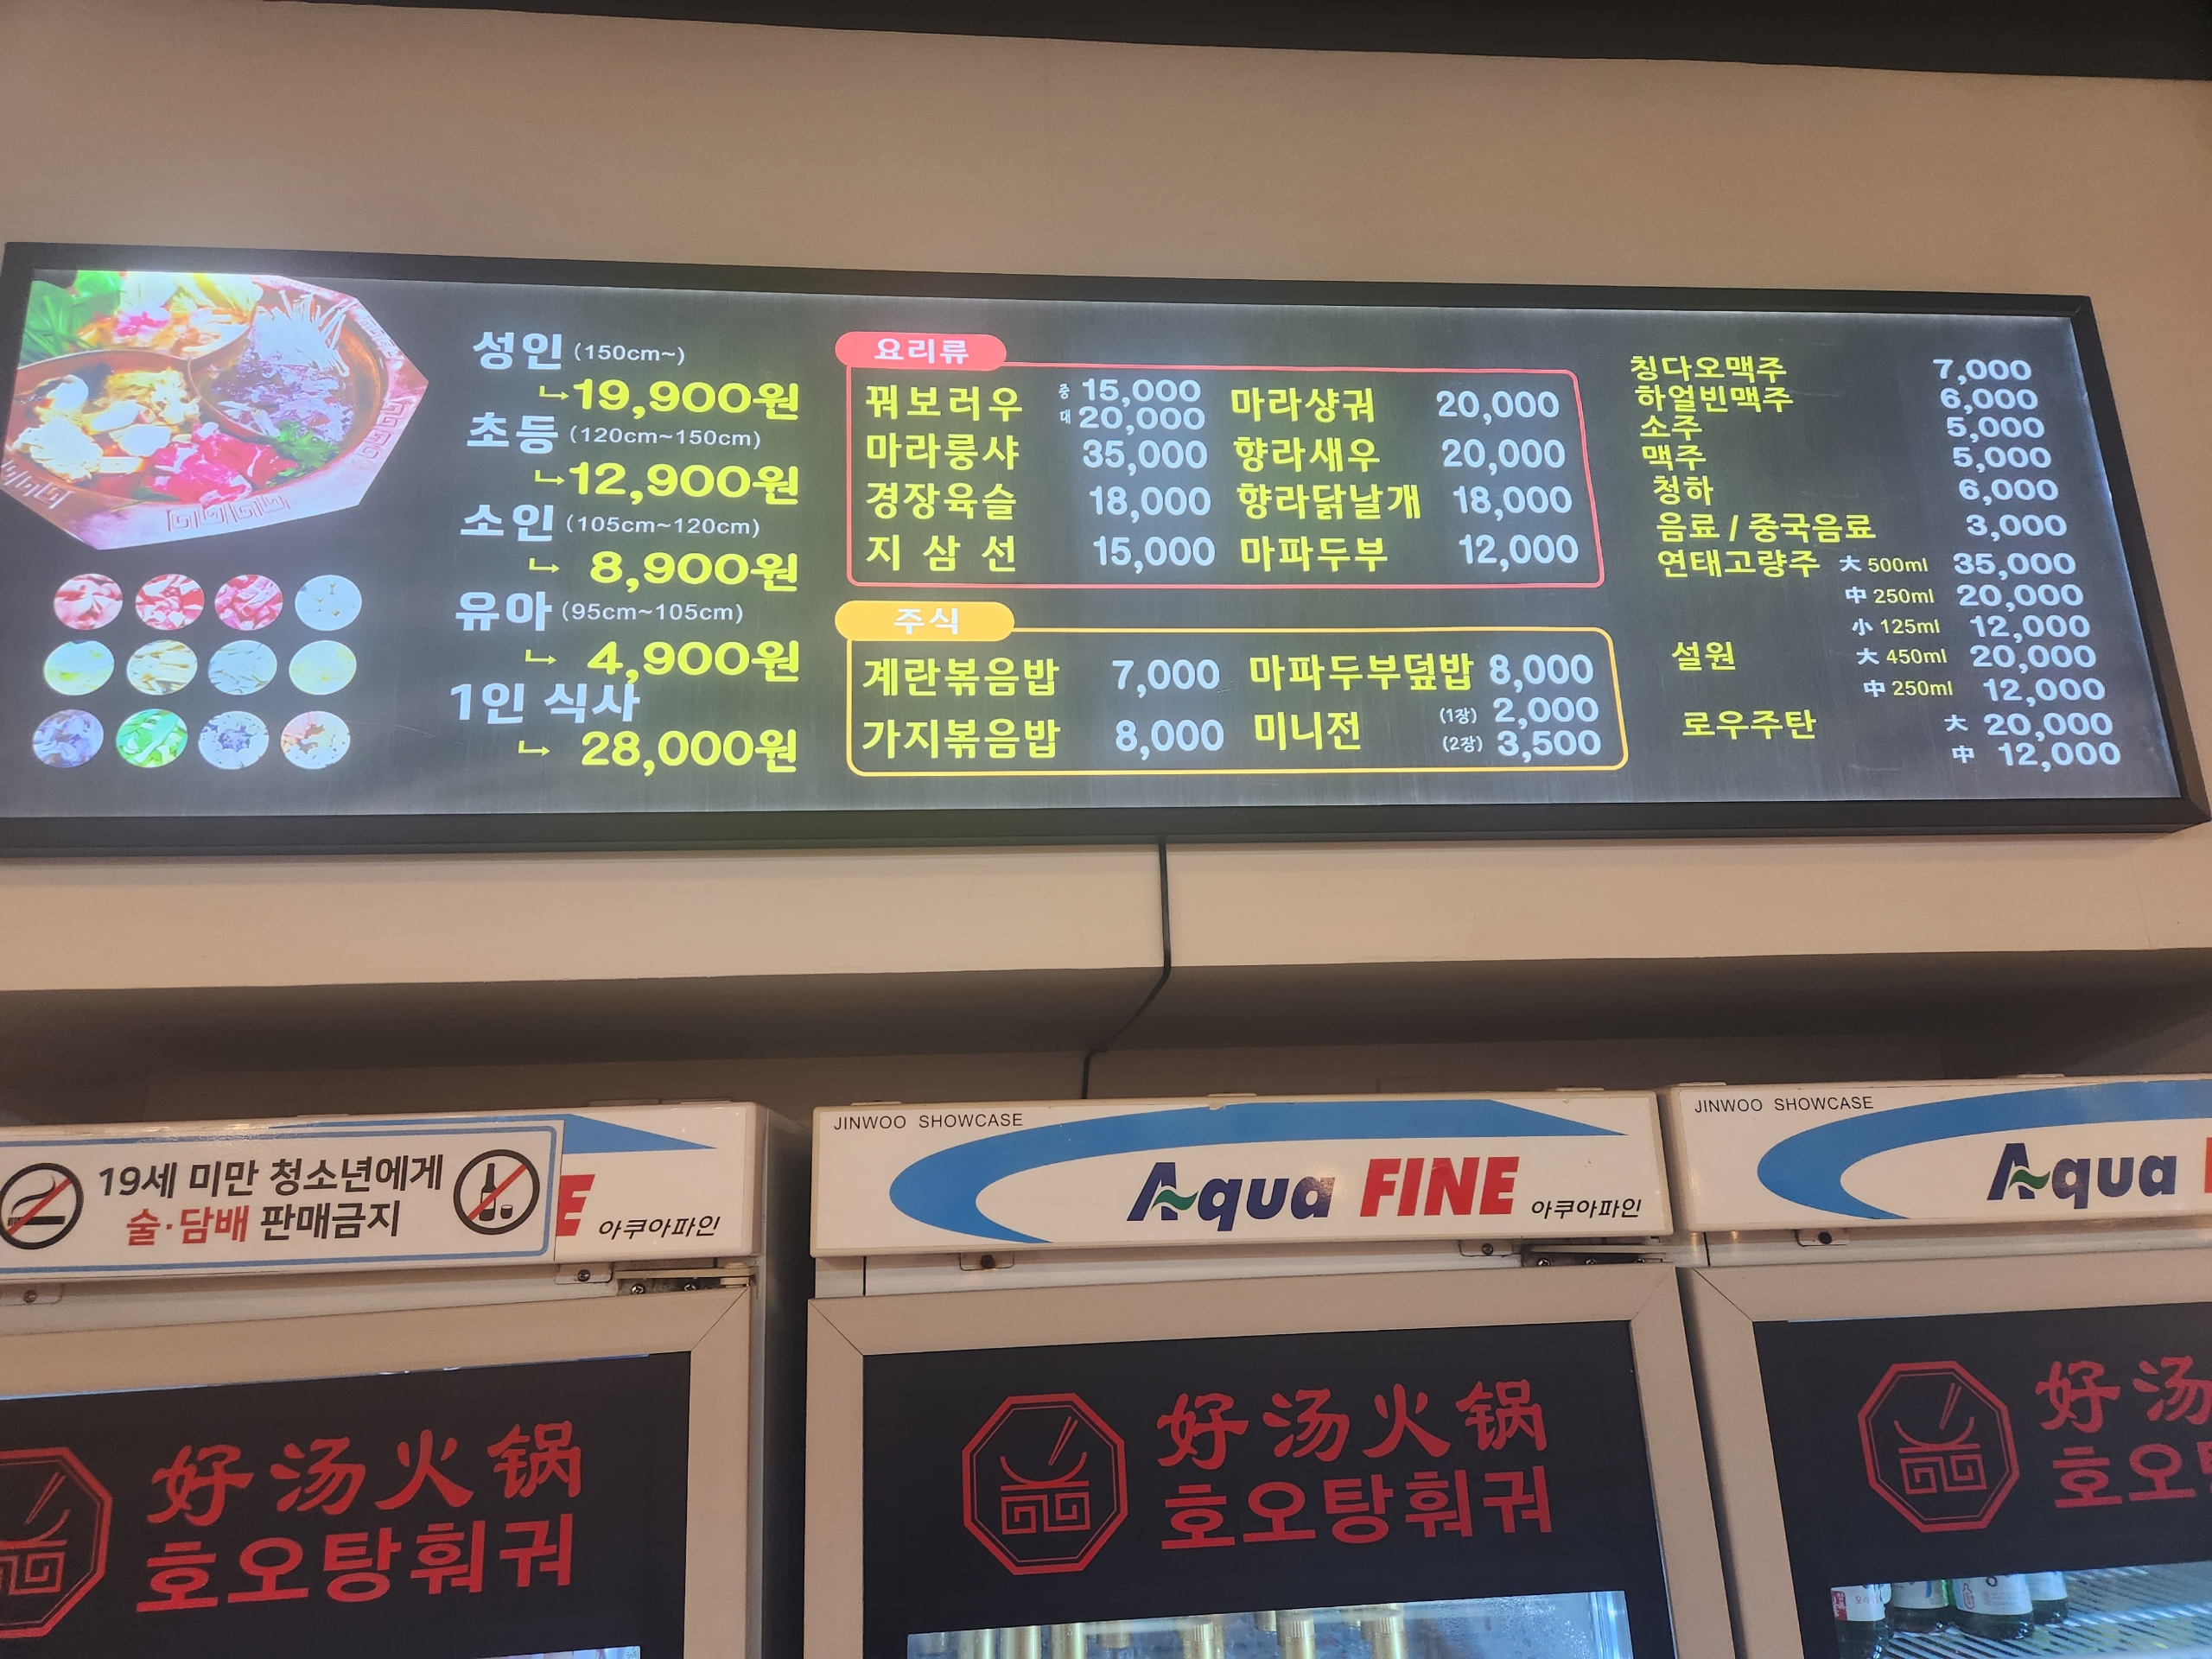 성인 (150cm~)
↳19,900원
초등 (120cm~150cm)
↳12,900원
소인 (105cm~120cm)
↳ 8,900원
유아 (95cm~105cm)
↳ 4,900원
1인 식사
↳ 28,000원
요리류
꿔보러우 중 15,000 대 20,000 마라샹궈 20,000
마라룽샤 35,000 향라새우 20,000
경장육슬 18,000 향라닭날개 18,000
지 삼 선 15,000 마파두부 12,000
주식
계란볶음밥 7,000 마파두부덮밥 8,000
가지볶음밥 8,000 미니전 (1장) 2,000 (2장) 3,500
칭다오맥주 7,000
하얼빈맥주 6,000
소주 5,000
맥주 5,000
청하 6,000
음료 / 중국음료 3,000
연태고량주 大 500ml 35,000
中 250ml 20,000
小 125ml 12,000
설원 大 450ml 20,000
中 250ml 12,000
로우주탄 大 20,000
中 12,000
19세 미만 청소년에게
술·담배 판매금지
E 아쿠아파인
JINWOO SHOWCASE
Aqua FINE 아쿠아파인
JINWOO SHOWCASE
Aqua
好汤火锅
호오탕훠궈
好汤火锅
호오탕훠궈
好汤
호오